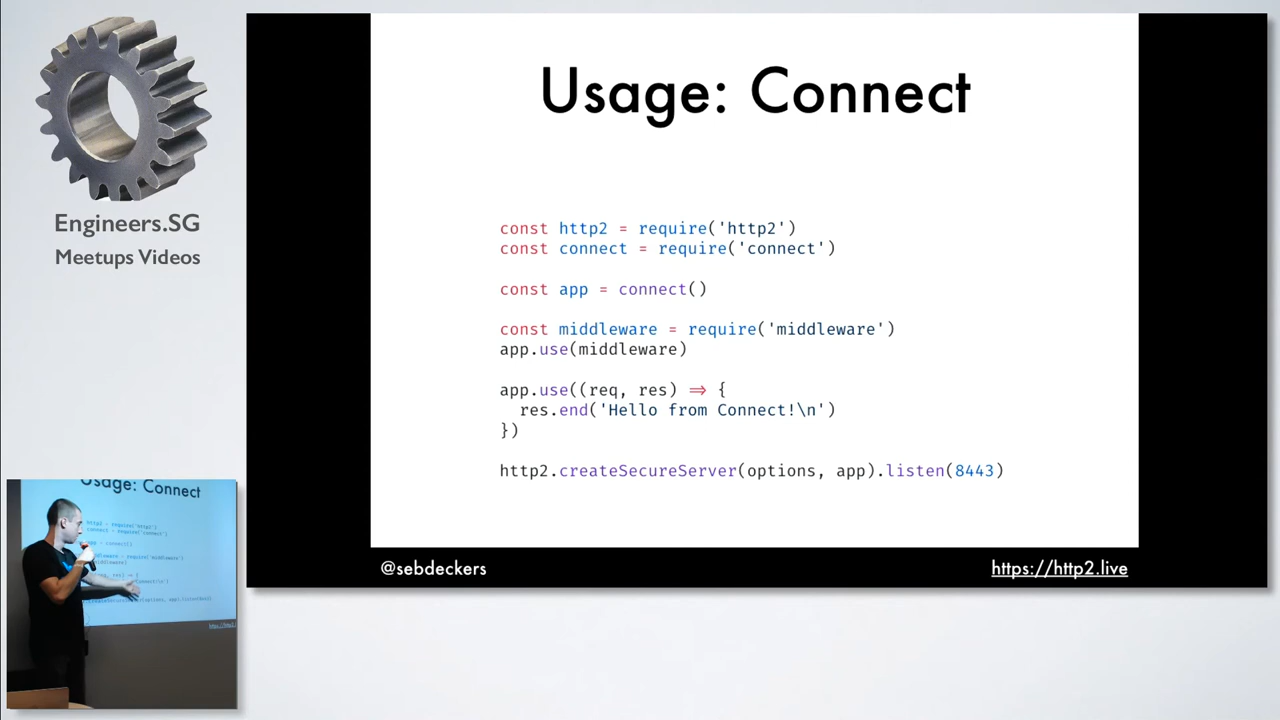 Engineers.SG
Meetups Videos
Usage: Connect
const http2 = require('http2')
const connect = require('connect')
const app = connect()
const middleware = require('middleware')
app.use(middleware)
app.use((req, res) => {
res.end('Hello from Connect!\n')
})
http2.createSecureServer(options, app).listen(8443)
@sebdeckers
https://http2.live
Usage: Connect